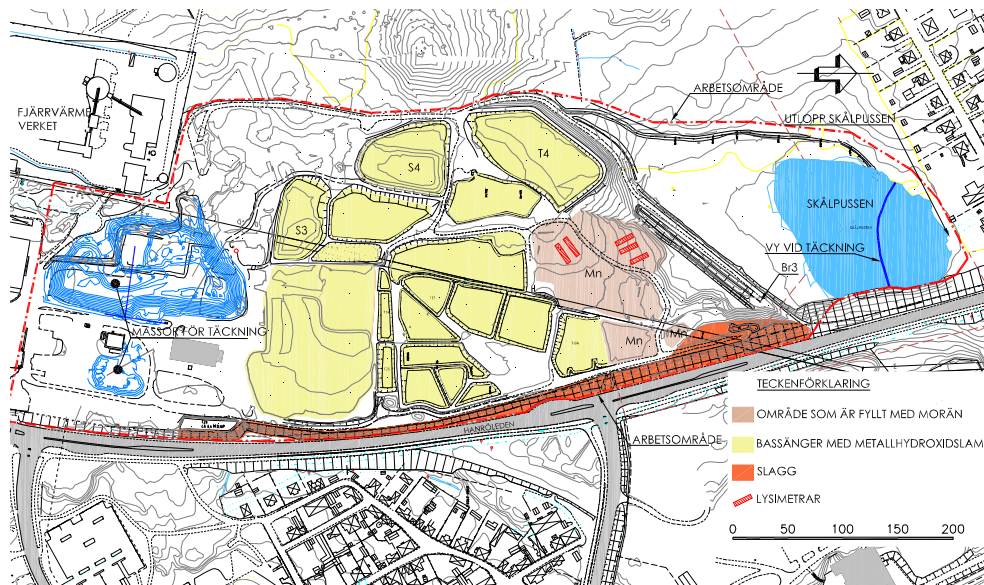 FJÄRRVÄRME
VERKET
ARBETSOMRÅDE
UTLOPP SKÅLPUSSEN
S4
T4
SKÅLPUSSEN
S3
VY VID TÄCKNING
Br3
Mn
MASSOR FÖR TÄCKNING
Mn
Mn
HANRÖLEDEN
ARBETSOMRÅDE
TECKENFÖRKLARING
OMRÅDE SOM ÄR FYLLT MED MORÄN
BASSÄNGER MED METALLHYDROXIDSLAM
SLAGG
LYSIMETRAR
0 50 100 150 200